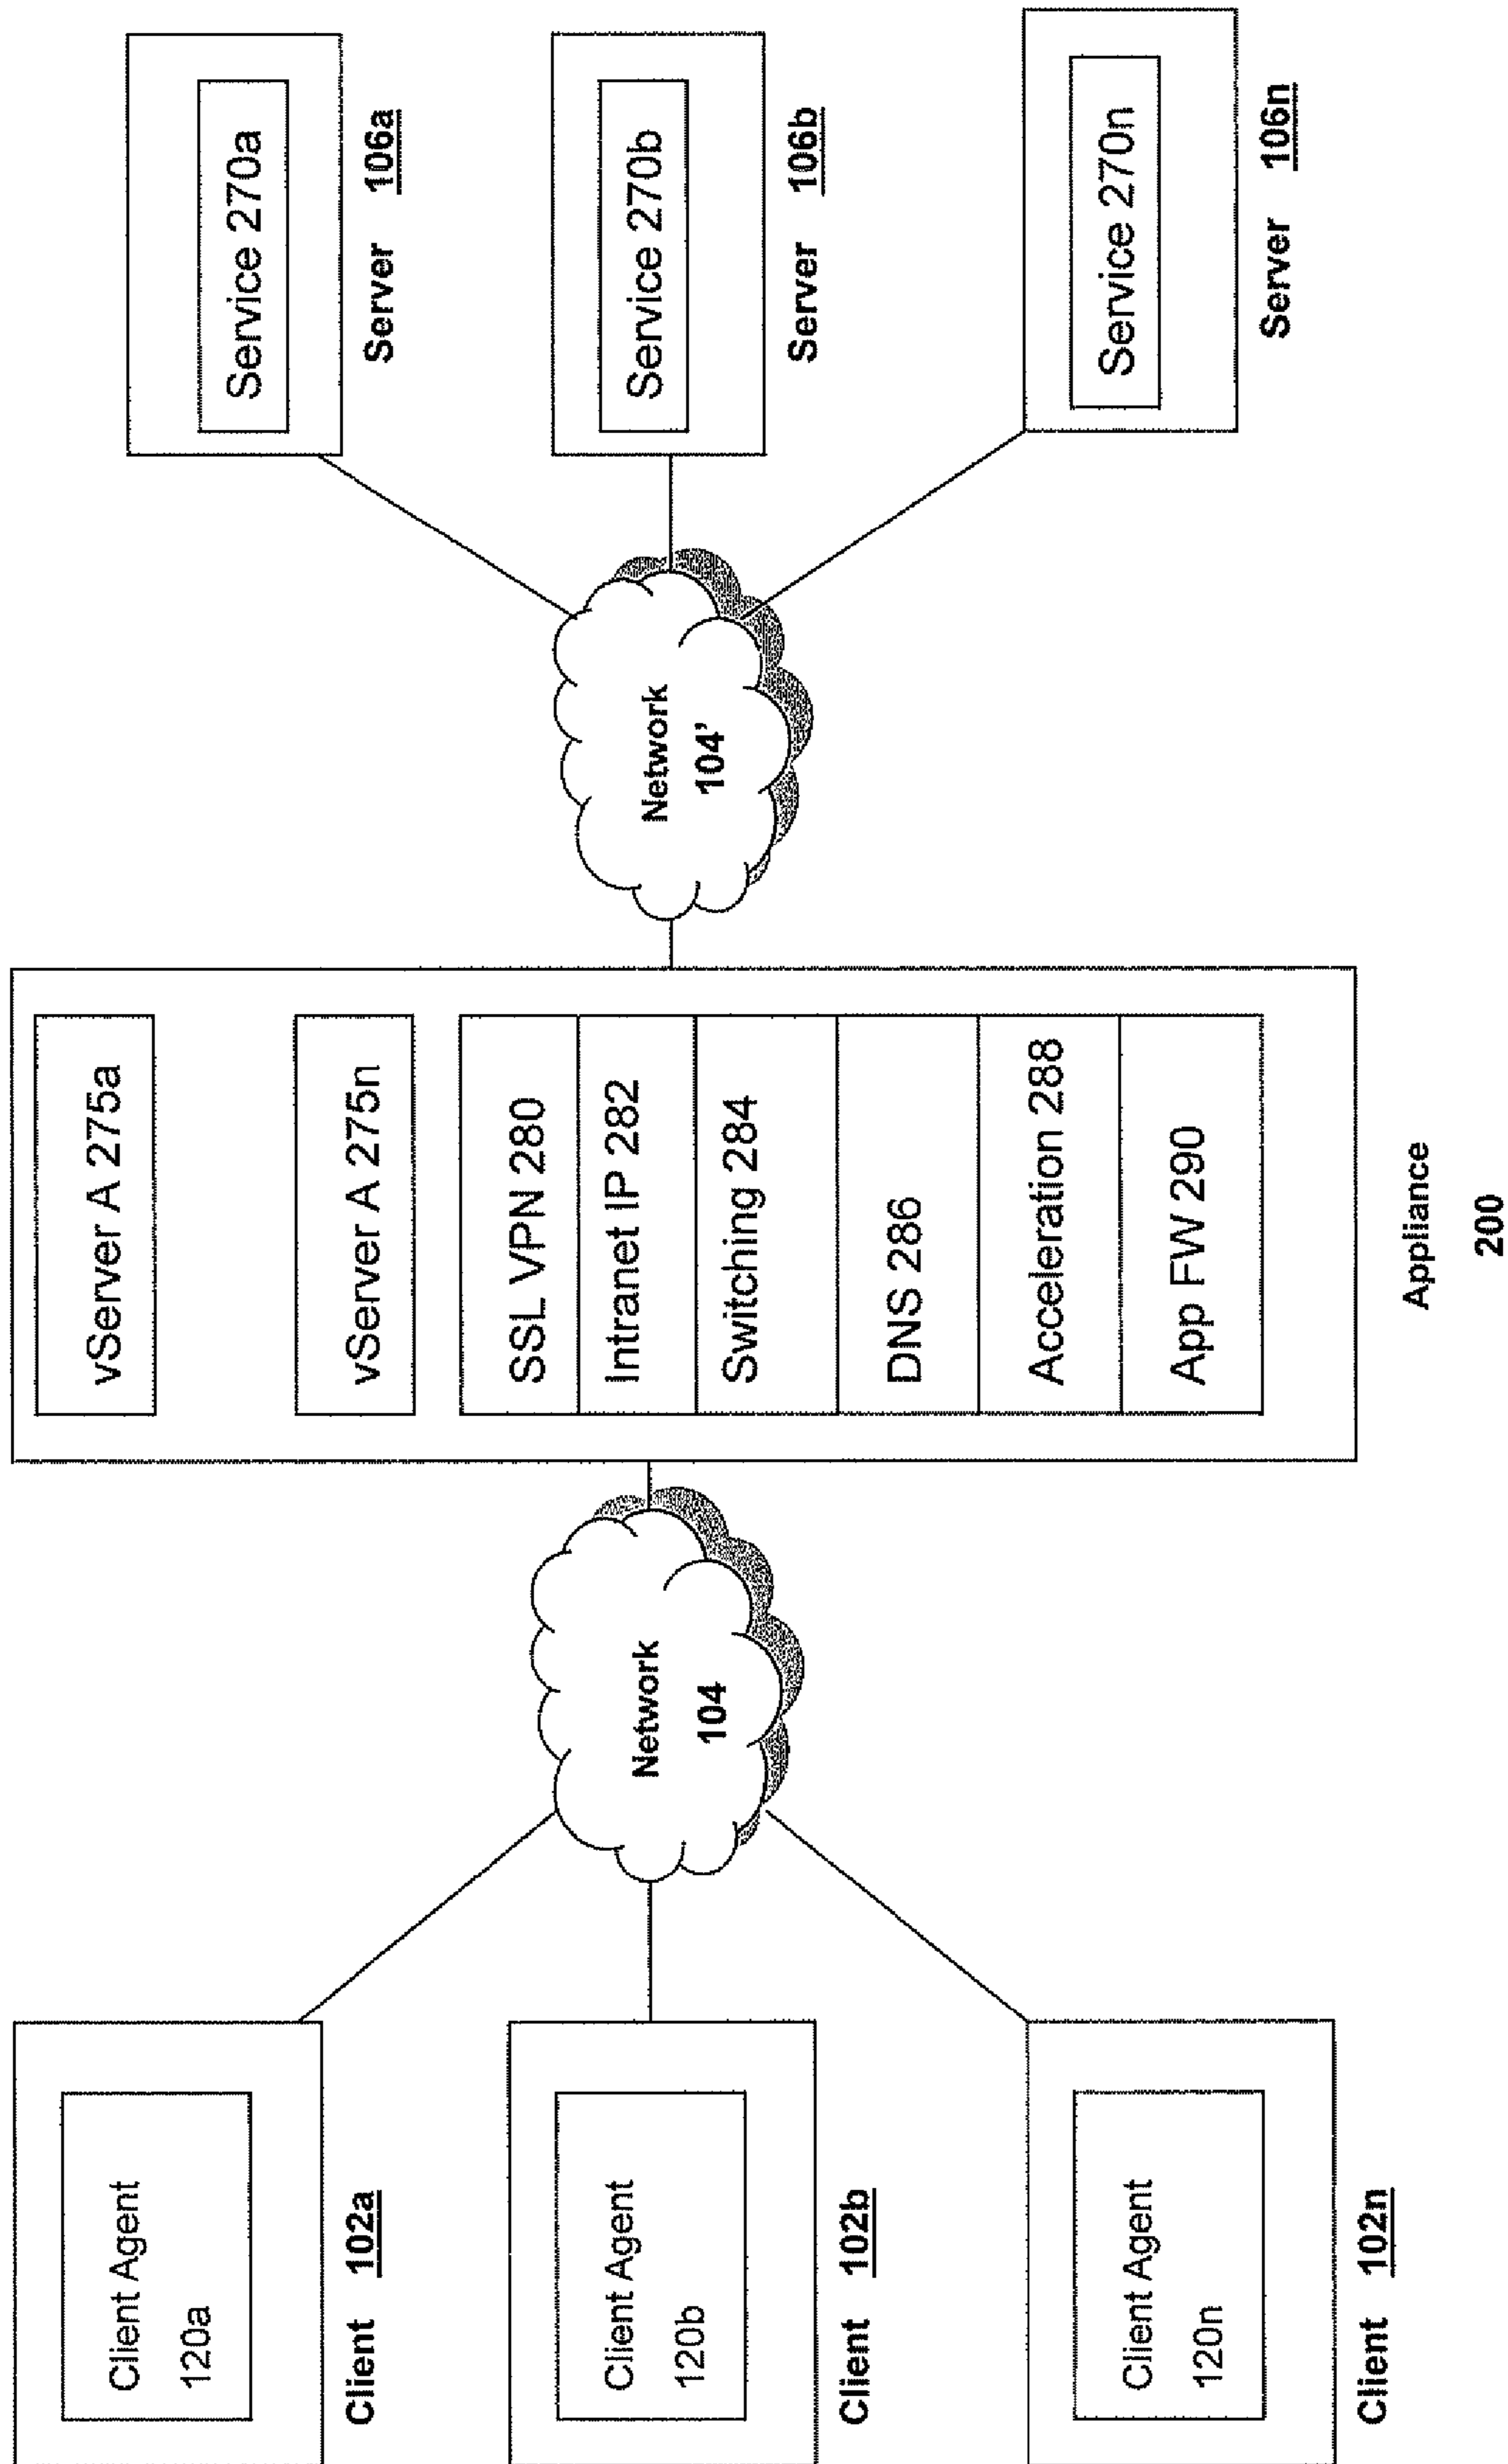 Client Agent
120a
Client 102a
Client Agent
120b
Client 102b
Client Agent
120n
Client 102n
Network
104
vServer A 275a
vServer A 275n
SSL VPN 280
Intranet IP 282
Switching 284
DNS 286
Acceleration 288
App FW 290
Appliance
200
Network
104'
Service 270a
Server 106a
Service 270b
Server 106b
Service 270n
Server 106n